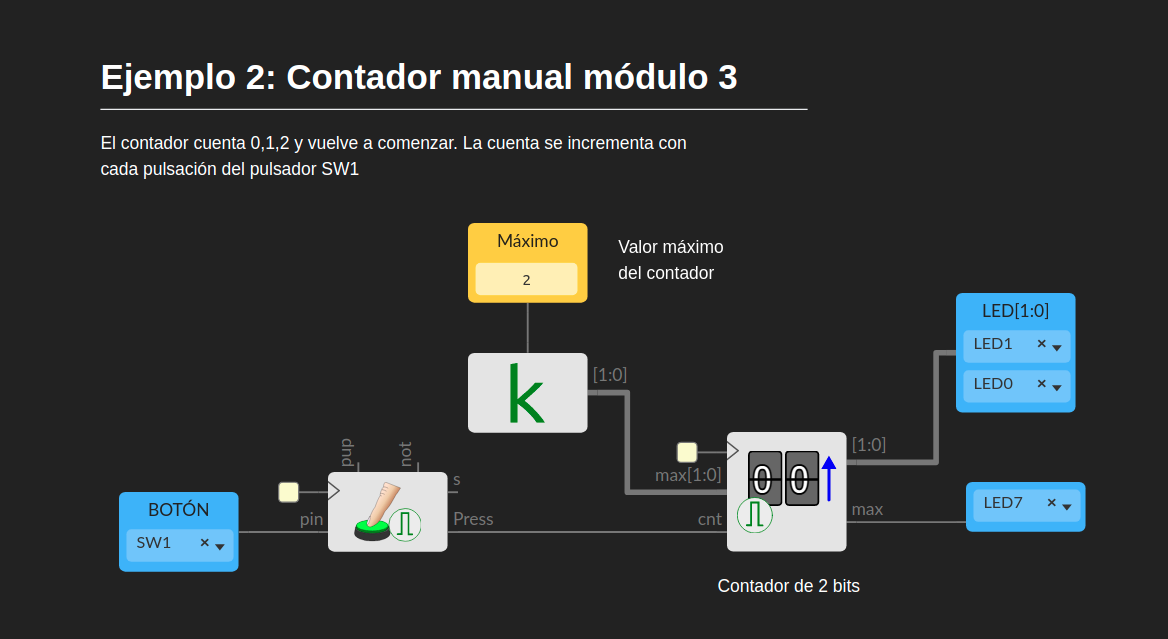 Ejemplo 2: Contador manual módulo 3
El contador cuenta 0,1,2 y vuelve a comenzar. La cuenta se incrementa con
cada pulsación del pulsador SW1
Máximo
2
Valor máximo
del contador
k
[1:0]
LED[1:0]
LED1
LED0
pup
not
s
BOTÓN
SW1
pin
Press
max[1:0]
cnt
0 0
[1:0]
max
LED7
Contador de 2 bits